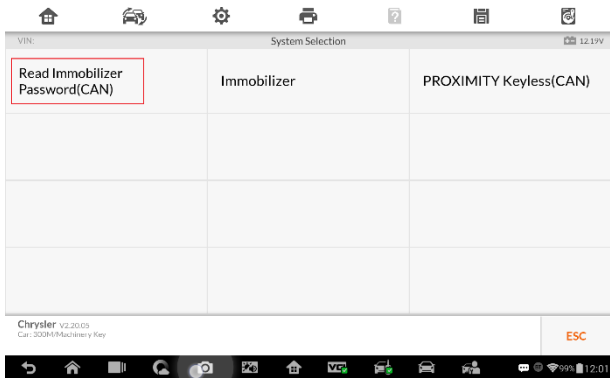 VIN:
System Selection
12.19V
Read Immobilizer
Password(CAN)
Immobilizer
PROXIMITY Keyless(CAN)
Chrysler V2.20.05
Car: 300M/Machinery Key
ESC
99% 12:01